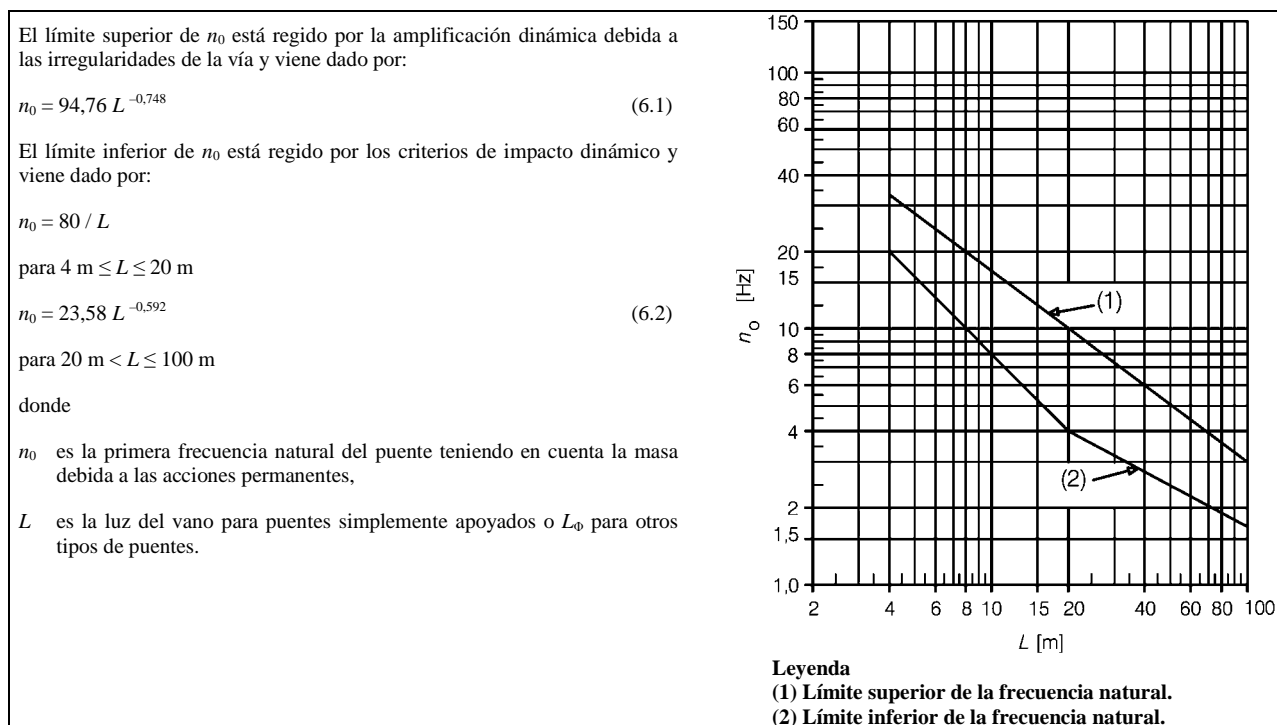 El límite superior de n0 está regido por la amplificación dinámica debida a
las irregularidades de la vía y viene dado por:
n0 = 94,76 L –0,748 (6.1)
El límite inferior de n0 está regido por los criterios de impacto dinámico y
viene dado por:
n0 = 80 / L
para 4 m ≤ L ≤ 20 m
n0 = 23,58 L –0,592 (6.2)
para 20 m < L ≤ 100 m
donde
n0 es la primera frecuencia natural del puente teniendo en cuenta la masa
debida a las acciones permanentes,
L es la luz del vano para puentes simplemente apoyados o LΦ para otros
tipos de puentes.
150
100
80
60
40
20
15
10
8
6
4
2
1,5
1,0
n0 [Hz]
(1)
(2)
2 4 6 8 10 15 20 40 60 80 100
L [m]
Leyenda
(1) Límite superior de la frecuencia natural.
(2) Límite inferior de la frecuencia natural.